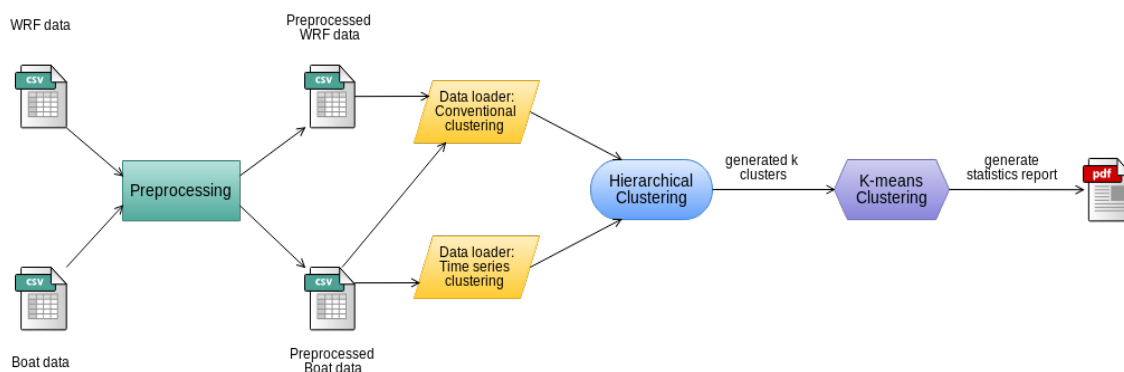 WRF data
CSV
Preprocessed
WRF data
CSV
Data loader:
Conventional
clustering
Preprocessing
Hierarchical
Clustering
generated k
clusters
K-means
Clustering
generate
statistics report
pdf
Data loader:
Time series
clustering
CSV
Boat data
CSV
Preprocessed
Boat data